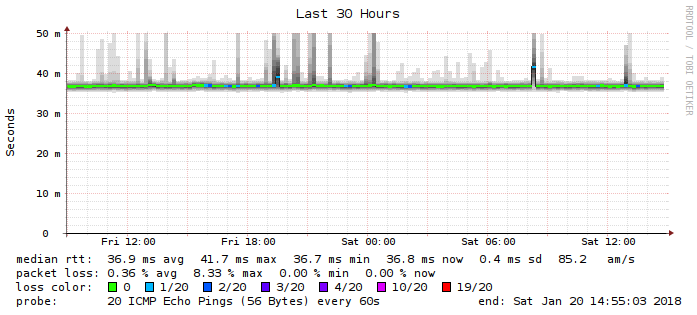 Last 30 Hours
RRDTOOL / TOBI OETIKER
Seconds
50 m
40 m
30 m
20 m
10 m
0
Fri 12:00 Fri 18:00 Sat 00:00 Sat 06:00 Sat 12:00
median rtt: 36.9 ms avg 41.7 ms max 36.7 ms min 36.8 ms now 0.4 ms sd 85.2 am/s
packet loss: 0.36 % avg 8.33 % max 0.00 % min 0.00 % now
loss color: 0 1/20 2/20 3/20 4/20 10/20 19/20
probe: 20 ICMP Echo Pings (56 Bytes) every 60s end: Sat Jan 20 14:55:03 2018